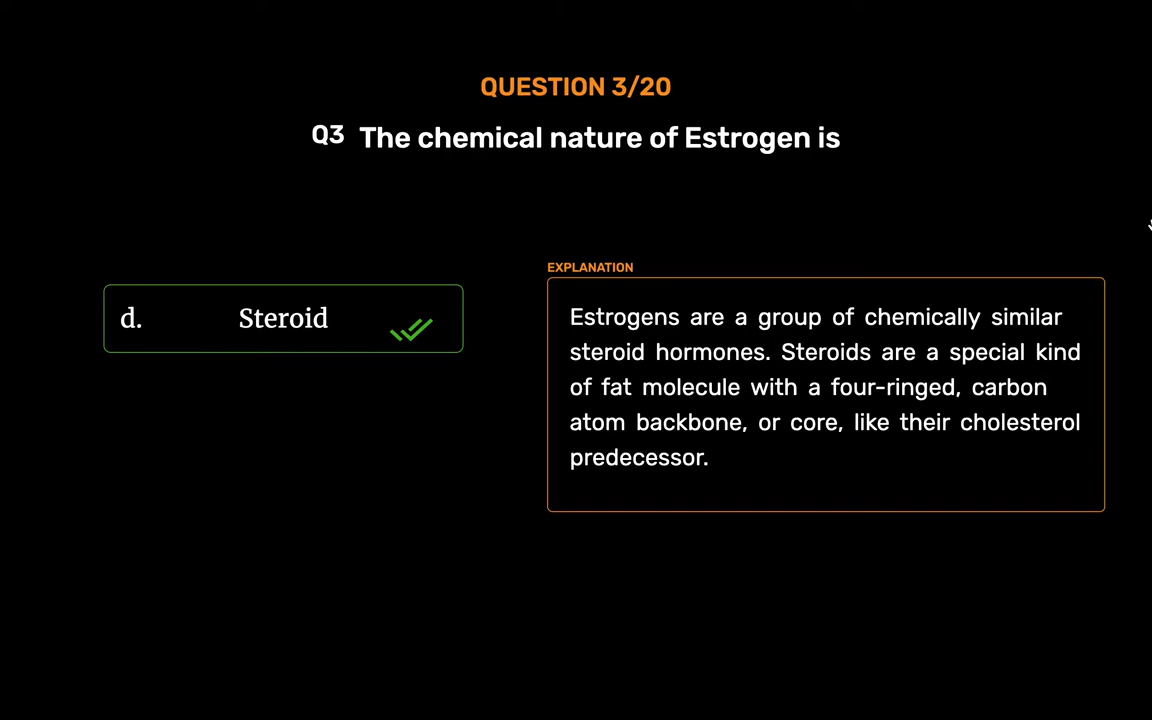 QUESTION 3/20
Q3 The chemical nature of Estrogen is
d. Steroid
EXPLANATION
Estrogens are a group of chemically similar
steroid hormones. Steroids are a special kind
of fat molecule with a four-ringed, carbon
atom backbone, or core, like their cholesterol
predecessor.